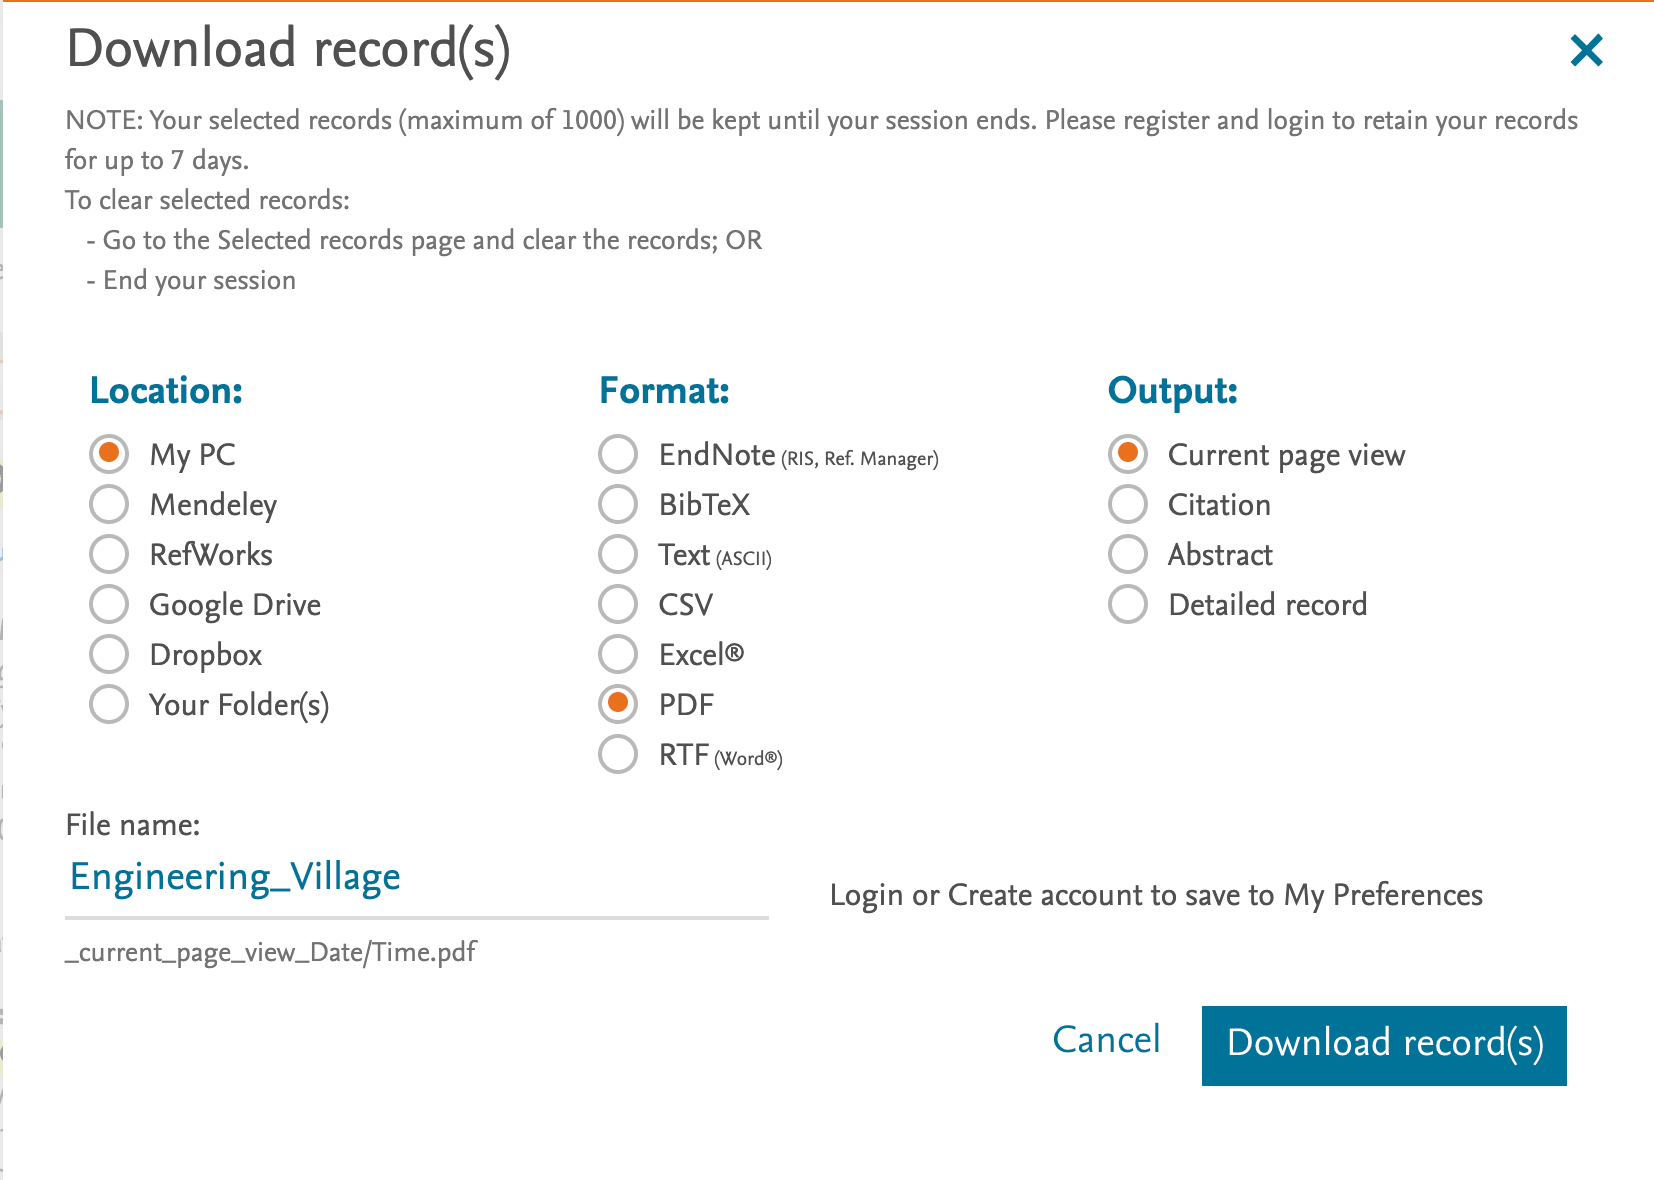 Download record(s)
NOTE: Your selected records (maximum of 1000) will be kept until your session ends. Please register and login to retain your records
for up to 7 days.
To clear selected records:
- Go to the Selected records page and clear the records; OR
- End your session
Location:
My PC
Mendeley
RefWorks
Google Drive
Dropbox
Your Folder(s)
Format:
EndNote (RIS, Ref. Manager)
BibTeX
Text (ASCII)
CSV
Excel®
PDF
RTF (Word®)
Output:
Current page view
Citation
Abstract
Detailed record
File name:
Engineering_Village
_current_page_view_Date/Time.pdf
Login or Create account to save to My Preferences
Cancel
Download record(s)